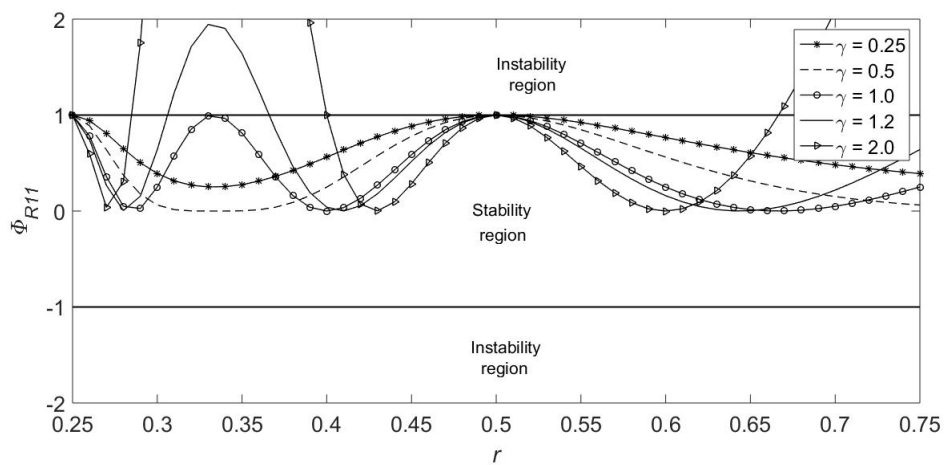 2
γ = 0.25
γ = 0.5
γ = 1.0
γ = 1.2
γ = 2.0
Instability
region
1
Φ_R11
0
Stability
region
-1
Instability
region
-2
0.25 0.3 0.35 0.4 0.45 0.5 0.55 0.6 0.65 0.7 0.75
r